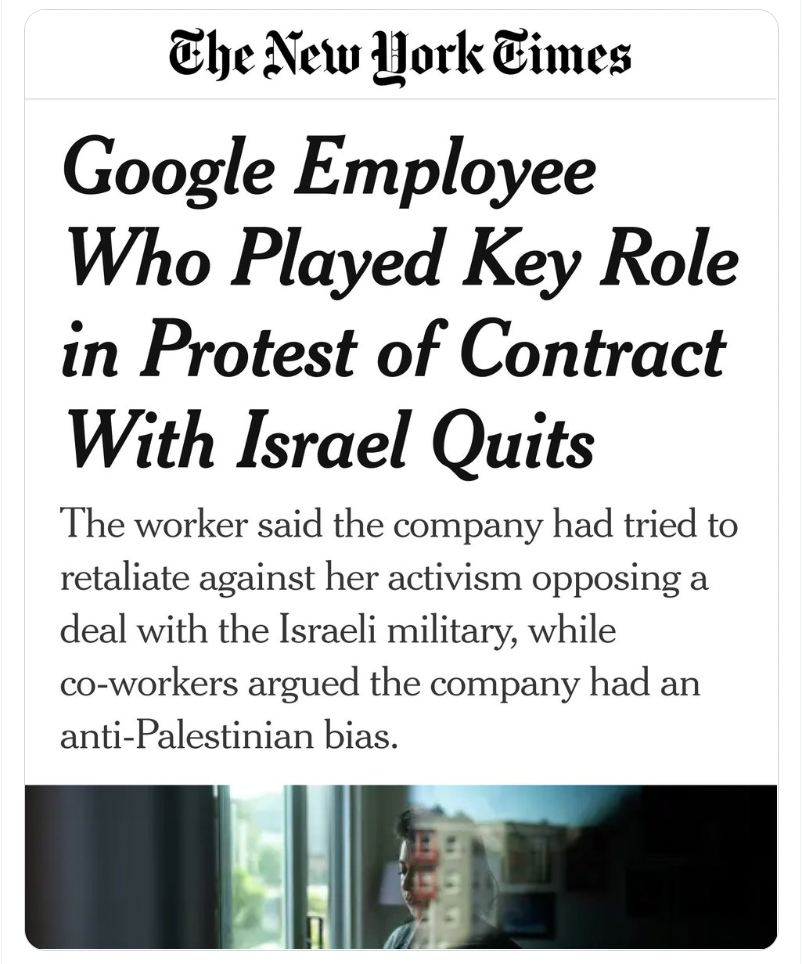 The New York Times
Google Employee
Who Played Key Role
in Protest of Contract
With Israel Quits
The worker said the company had tried to
retaliate against her activism opposing a
deal with the Israeli military, while
co-workers argued the company had an
anti-Palestinian bias.